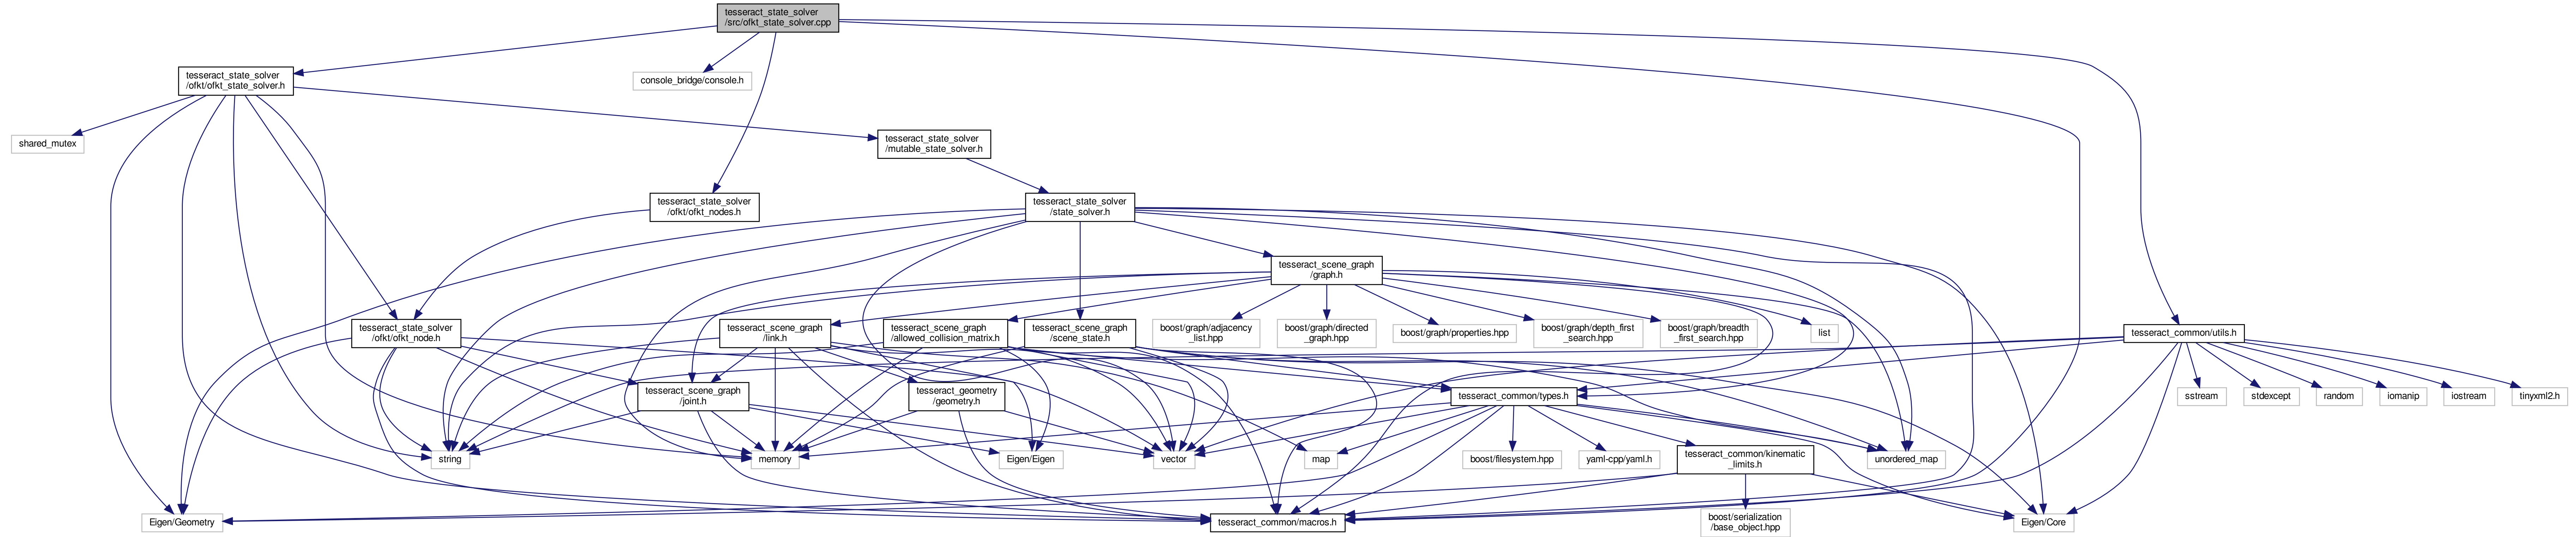 tesseract_state_solver
/src/ofkt_state_solver.cpp
tesseract_state_solver
/ofkt/ofkt_state_solver.h
console_bridge/console.h
shared_mutex
tesseract_state_solver
/mutable_state_solver.h
tesseract_state_solver
/ofkt/ofkt_nodes.h
tesseract_state_solver
/state_solver.h
tesseract_scene_graph
/graph.h
tesseract_state_solver
/ofkt/ofkt_node.h
tesseract_scene_graph
/link.h
tesseract_scene_graph
/allowed_collision_matrix.h
tesseract_scene_graph
/scene_state.h
boost/graph/adjacency
_list.hpp
boost/graph/directed
_graph.hpp
boost/graph/properties.hpp
boost/graph/depth_first
_search.hpp
boost/graph/breadth
_first_search.hpp
list
tesseract_common/utils.h
tesseract_scene_graph
/joint.h
tesseract_geometry
/geometry.h
tesseract_common/types.h
sstream
stdexcept
random
iomanip
iostream
tinyxml2.h
string
memory
Eigen/Eigen
vector
map
boost/filesystem.hpp
yaml-cpp/yaml.h
tesseract_common/kinematic
_limits.h
unordered_map
Eigen/Geometry
tesseract_common/macros.h
boost/serialization
/base_object.hpp
Eigen/Core